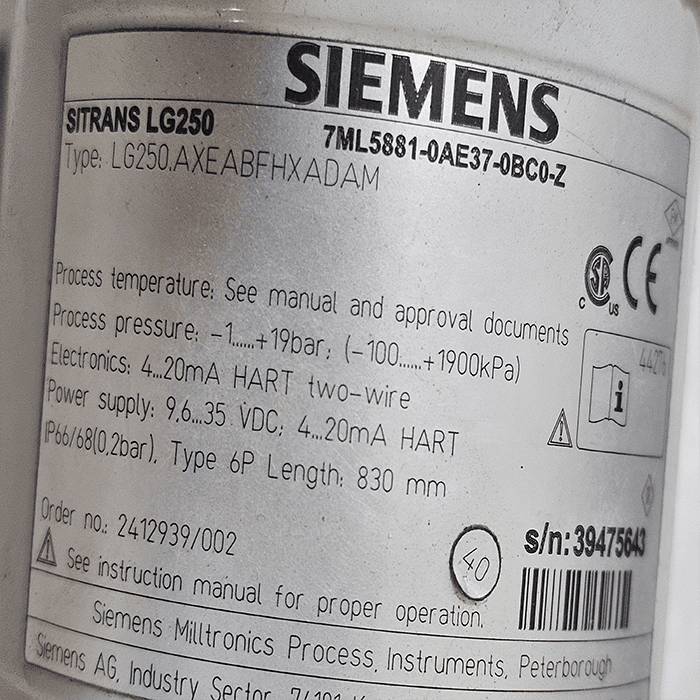 SIEMENS
SITRANS LG250
7ML5881-0AE37-0BC0-Z
Type: LG250.AXEABFHXADAM
Process temperature: See manual and approval documents
Process pressure: -1......+19bar; (-100......+1900kPa)
Electronics: 4...20mA HART two-wire
Power supply: 9,6...35 VDC; 4...20mA HART
IP66/68(0,2bar), Type 6P Length: 830 mm
C US
CE
i
Order no.: 2412939/002
40
s/n: 39475643
See instruction manual for proper operation.
Siemens Milltronics Process, Instruments, Peterborough
Siemens AG, Industry Sector,